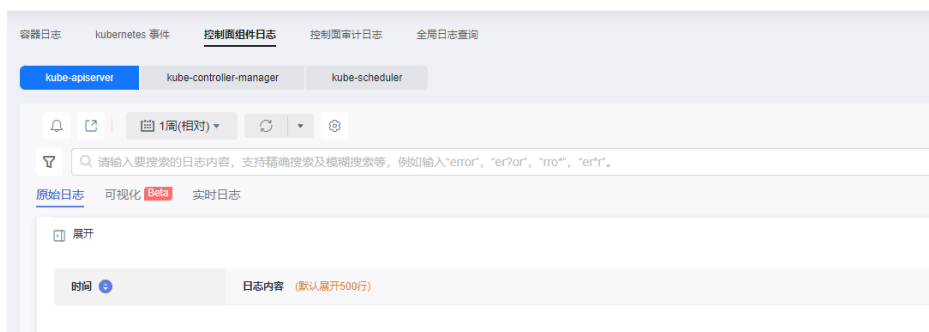 容器日志 kubernetes 事件 控制面组件日志 控制面审计日志 全局日志查询
kube-apiserver kube-controller-manager kube-scheduler
1周(相对)
请输入要搜索的日志内容，支持精确搜索及模糊搜索等，例如输入"error"，"er?or"，"rro*"，"er*r"。
原始日志 可视化 Beta 实时日志
展开
时间 日志内容 (默认展开500行)